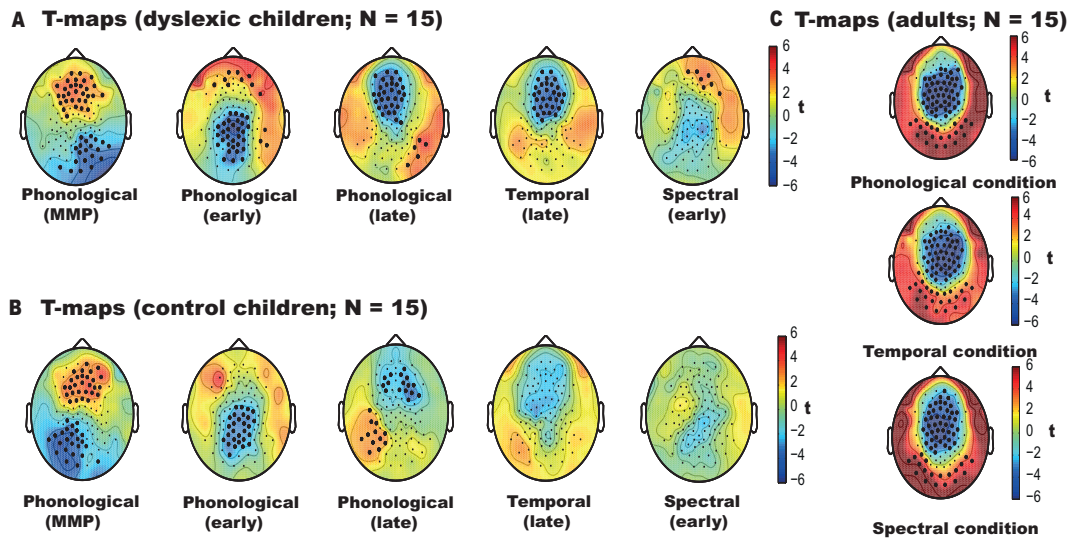 A T-maps (dyslexic children; N = 15)
Phonological
(MMP)
Phonological
(early)
Phonological
(late)
Temporal
(late)
Spectral
(early)
6
4
2
0
−2
−4
−6
t
B T-maps (control children; N = 15)
Phonological
(MMP)
Phonological
(early)
Phonological
(late)
Temporal
(late)
Spectral
(early)
6
4
2
0
−2
−4
−6
t
C T-maps (adults; N = 15)
6
4
2
0
−2
−4
−6
t
Phonological condition
6
4
2
0
−2
−4
−6
t
Temporal condition
6
4
2
0
−2
−4
−6
t
Spectral condition